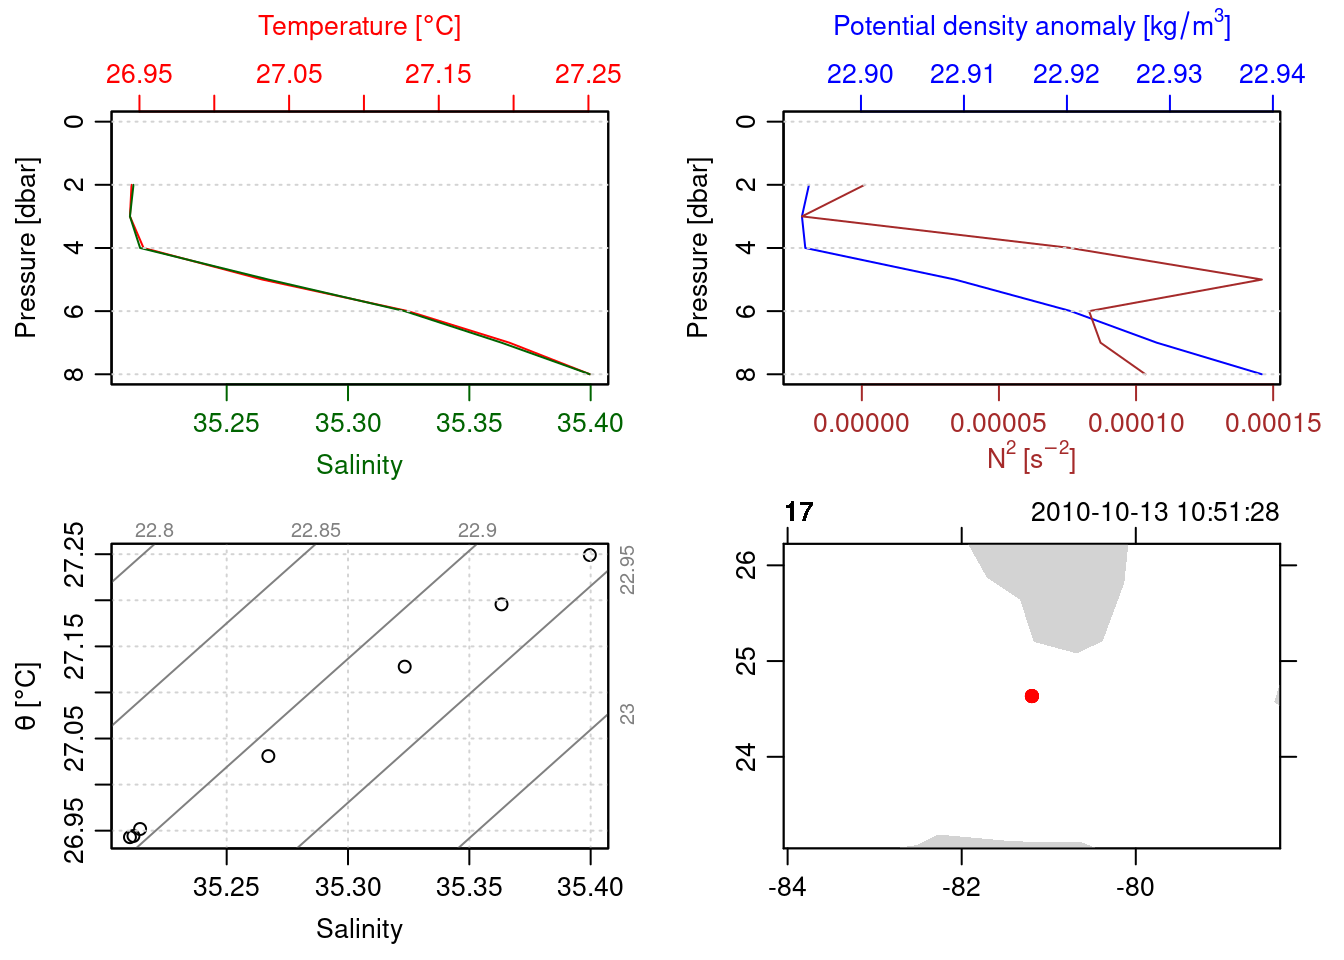 Temperature [°C]
26.95 27.05 27.15 27.25
0
2
4
6
8
Pressure [dbar]
35.25 35.30 35.35 35.40
Salinity
Potential density anomaly [kg/m³]
22.90 22.91 22.92 22.93 22.94
0
2
4
6
8
Pressure [dbar]
0.00000 0.00005 0.00010 0.00015
N² [s⁻²]
22.8 22.85 22.9
22.95
23
27.25
27.15
27.05
26.95
θ [°C]
35.25 35.30 35.35 35.40
Salinity
17 2010-10-13 10:51:28
26
25
24
-84 -82 -80